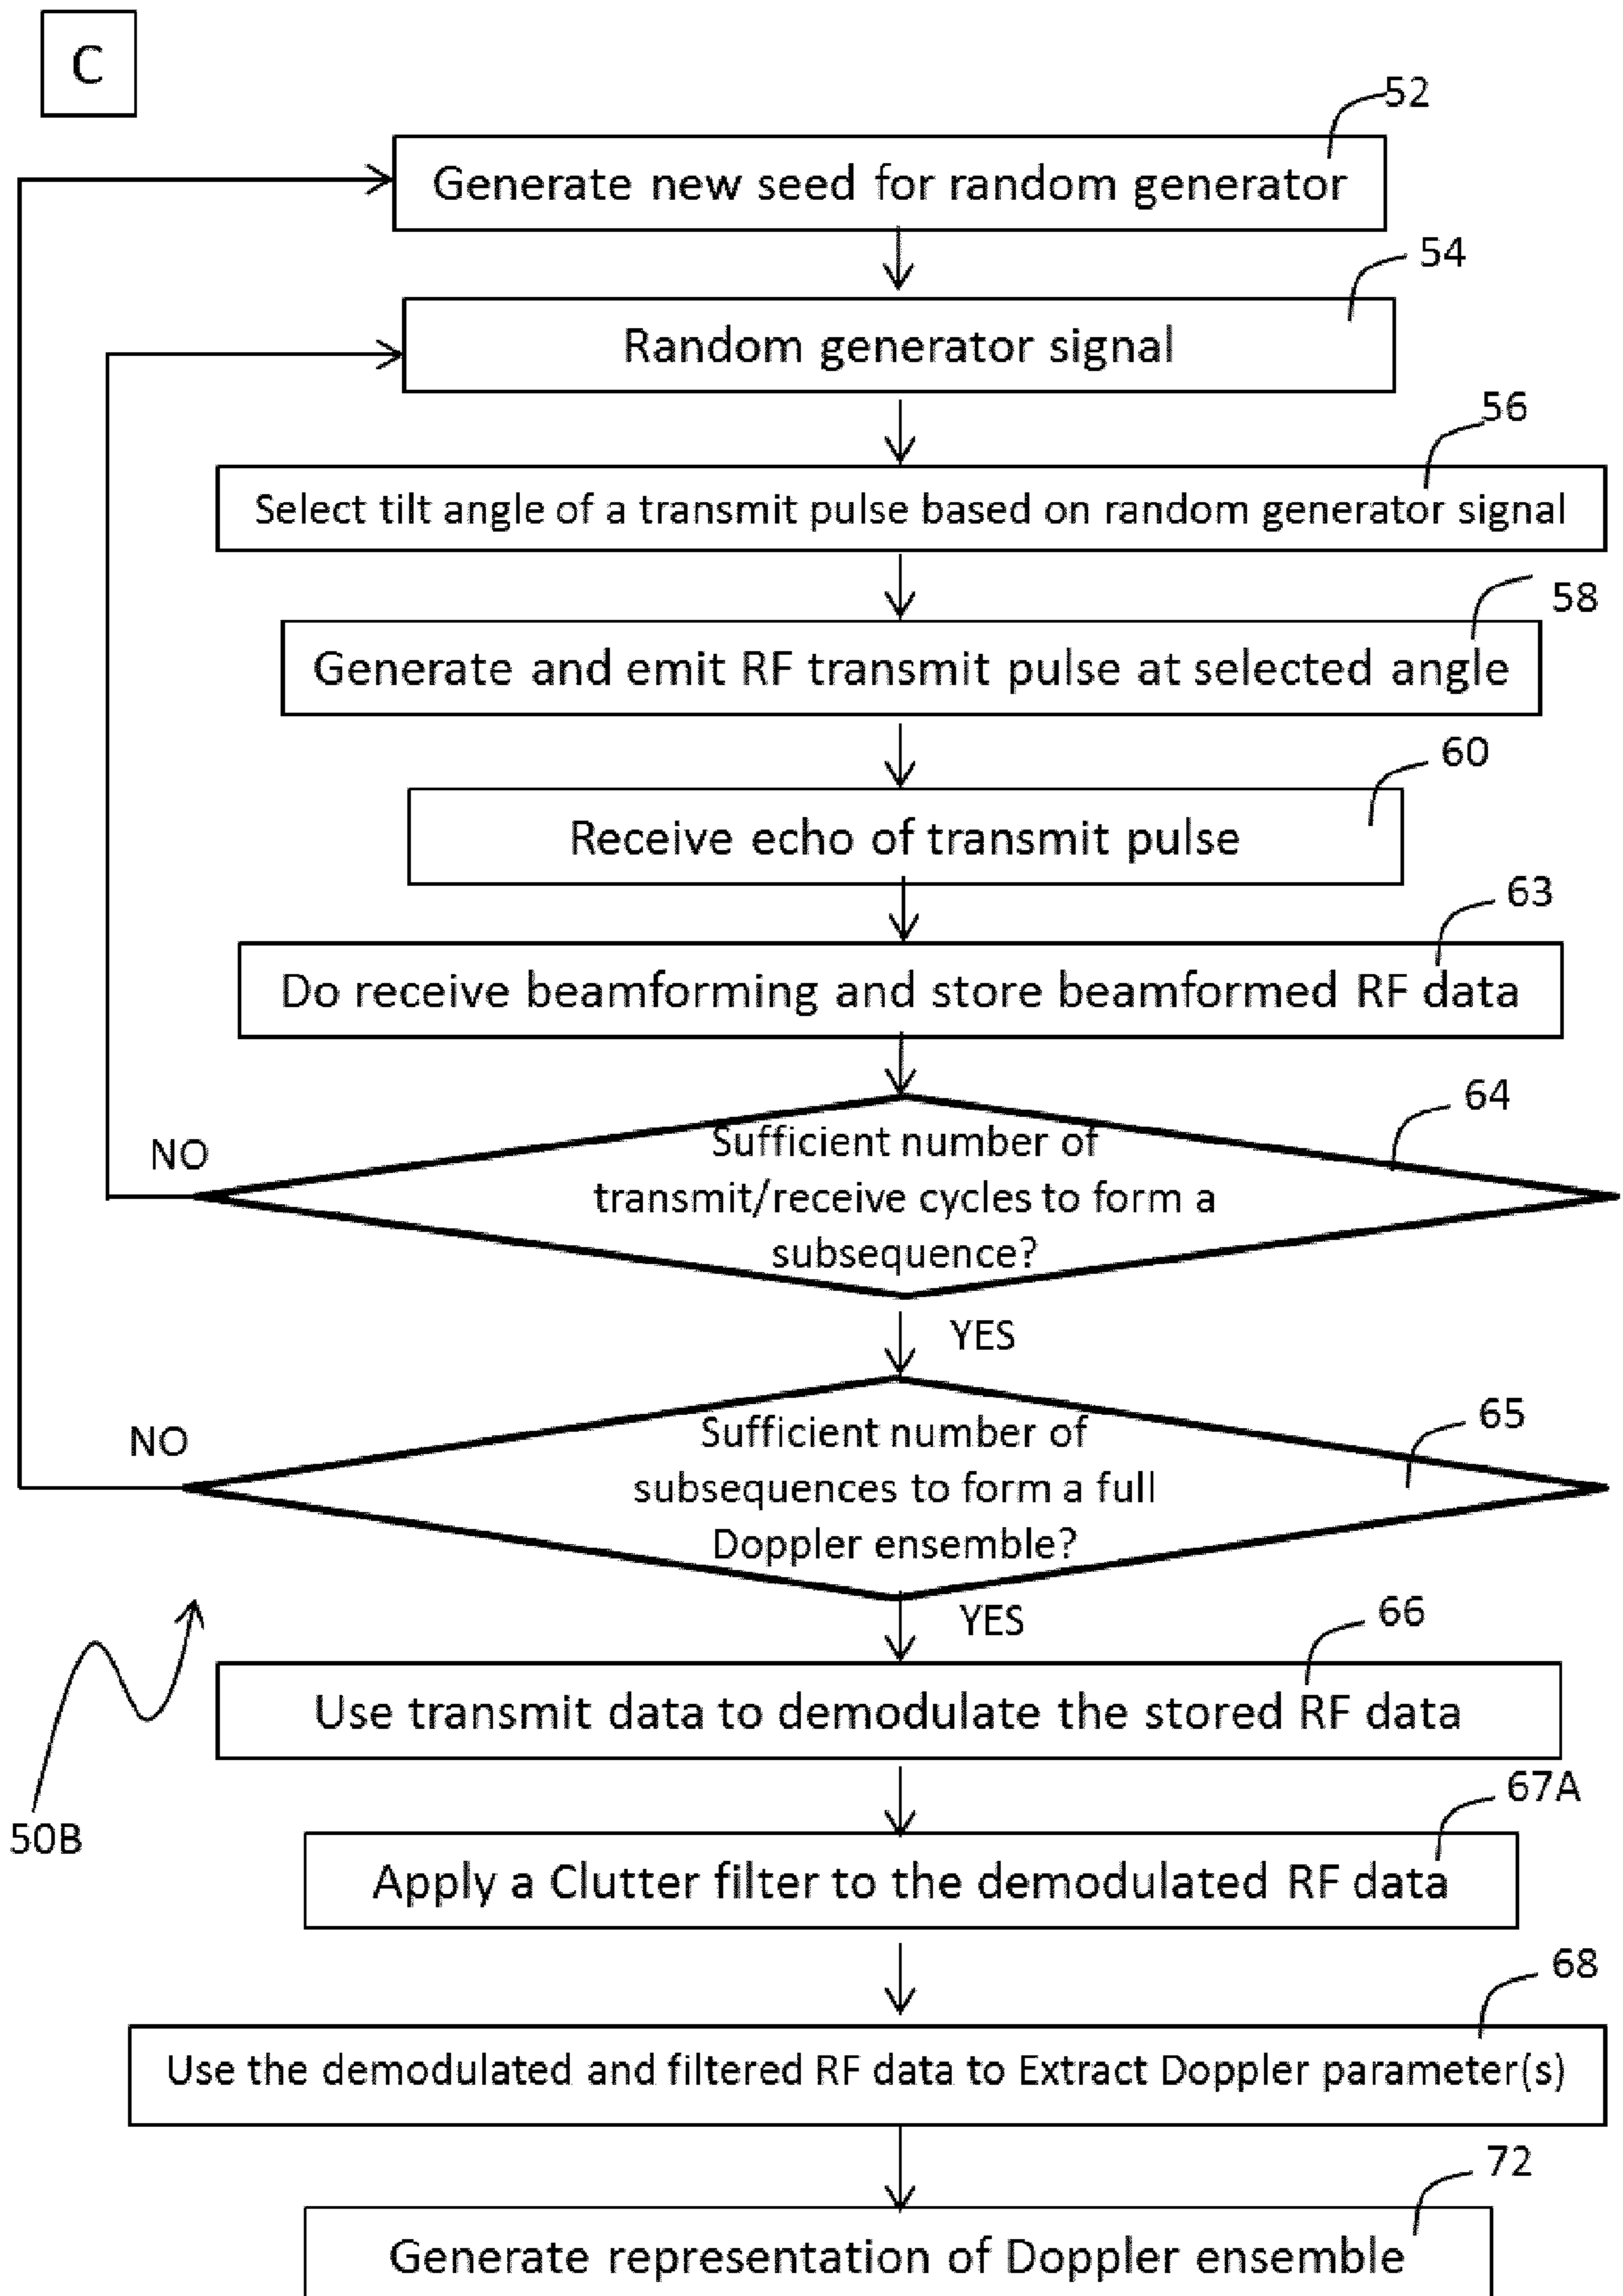 C
52
Generate new seed for random generator
54
Random generator signal
56
Select tilt angle of a transmit pulse based on random generator signal
58
Generate and emit RF transmit pulse at selected angle
60
Receive echo of transmit pulse
63
Do receive beamforming and store beamformed RF data
64
NO
Sufficient number of
transmit/receive cycles to form a
subsequence?
YES
65
NO
Sufficient number of
subsequences to form a full
Doppler ensemble?
YES
66
Use transmit data to demodulate the stored RF data
67A
50B
Apply a Clutter filter to the demodulated RF data
68
Use the demodulated and filtered RF data to Extract Doppler parameter(s)
72
Generate representation of Doppler ensemble